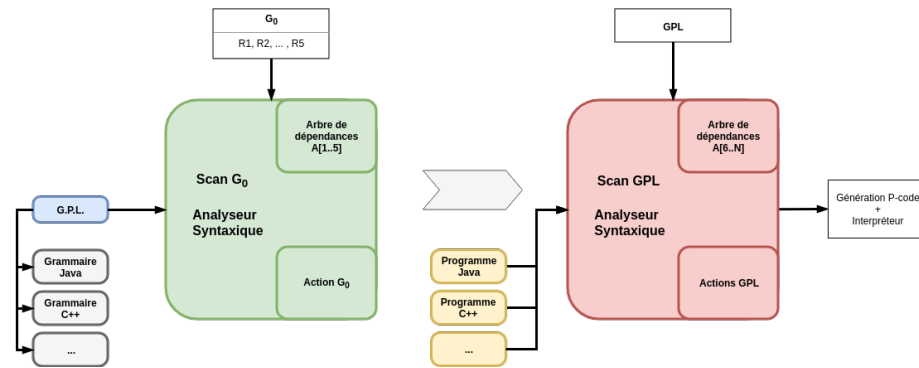 G0
R1, R2, ... , R5
GPL
Arbre de
dépendances
A[1..5]
Scan G0
Analyseur
Syntaxique
Action G0
G.P.L.
Grammaire
Java
Grammaire
C++
...
Arbre de
dépendances
A[6..N]
Scan GPL
Analyseur
Syntaxique
Actions GPL
Programme
Java
Programme
C++
...
Génération P-code
+
Interpréteur